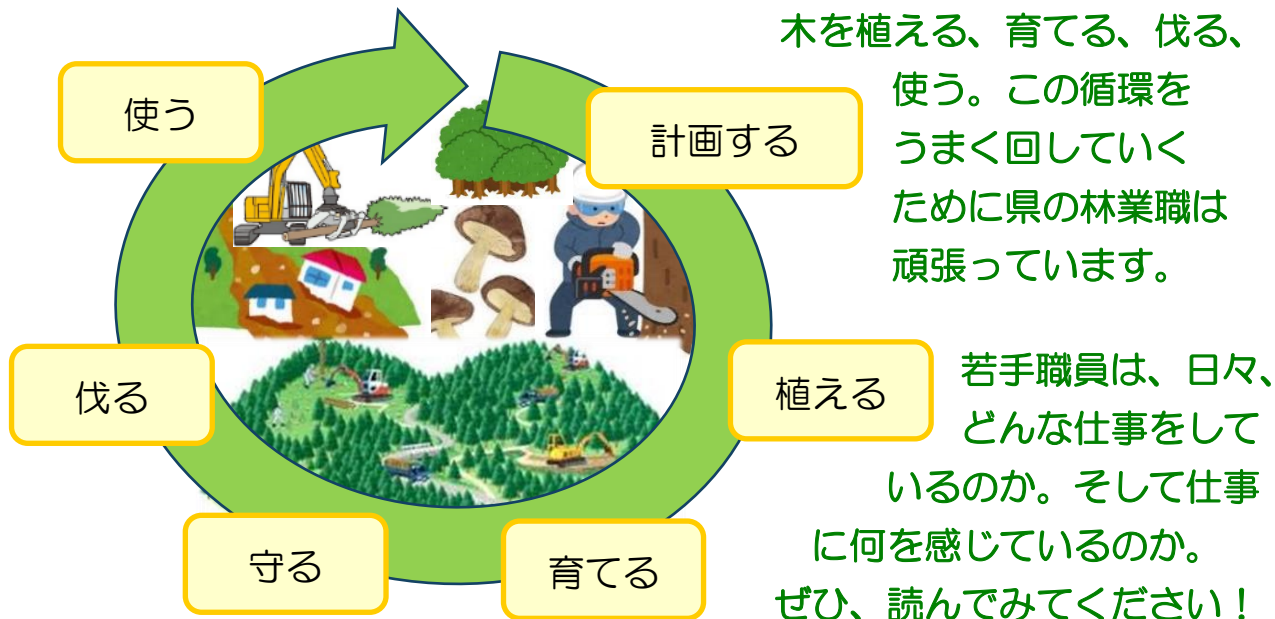 木を植える、育てる、伐る、
使う。この循環を
うまく回していく
ために県の林業職は
頑張っています。
計画する
植える
育てる
守る
伐る
使う
若手職員は、日々、
どんな仕事をして
いるのか。そして仕事
に何を感じているのか。
ぜひ、読んでみてください！